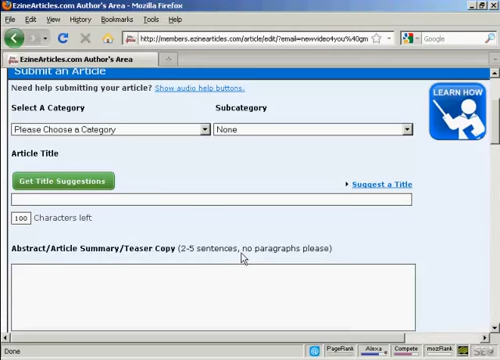 EzineArticles.com Author's Area - Mozilla Firefox
File Edit View History Bookmarks Tools Help
http://members.ezinearticles.com/article/edit/?email=newvideo4you%40gm
EzineArticles.com Author's Area
Submit an Article
Need help submitting your article? Show audio help buttons.
LEARN HOW
Select A Category Subcategory
Please Choose a Category None
Article Title
Get Title Suggestions
Suggest a Title
100 Characters left
Abstract/Article Summary/Teaser Copy (2-5 sentences, no paragraphs please)
Done PageRank Alexa Compete mozRank